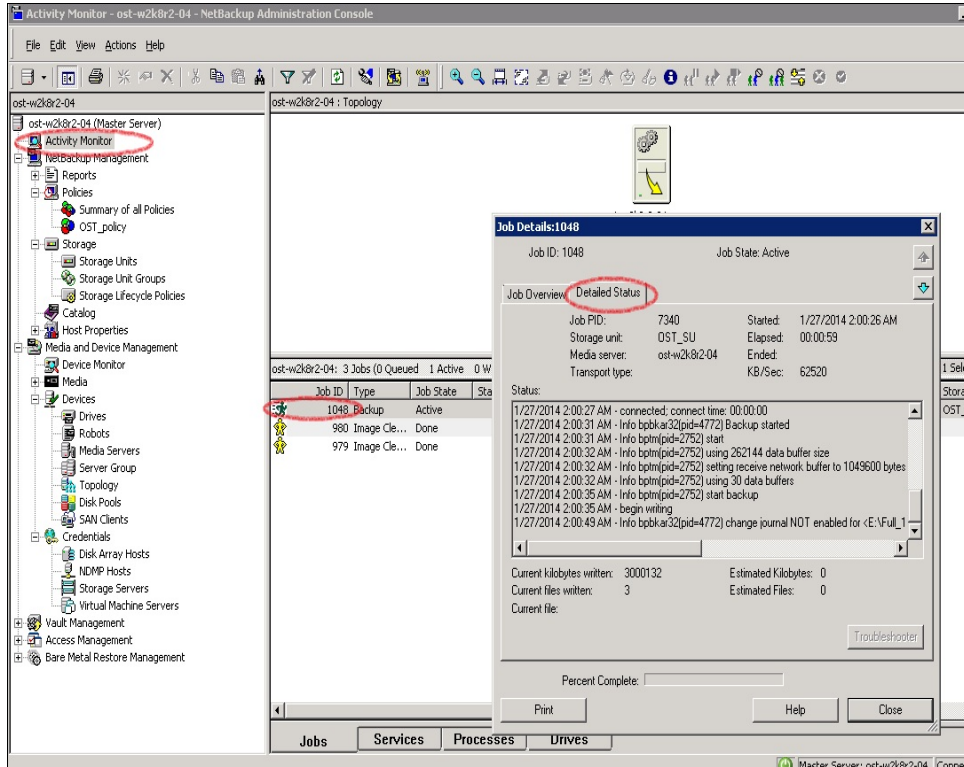 Activity Monitor - ost-w2k8r2-04 - NetBackup Administration Console
File Edit View Actions Help
ost-w2k8r2-04
ost-w2k8r2-04 : Topology
ost-w2k8r2-04 (Master Server)
Activity Monitor
NetBackup Management
Reports
Policies
Summary of all Policies
OST_policy
Storage
Storage Units
Storage Unit Groups
Storage Lifecycle Policies
Catalog
Host Properties
Media and Device Management
Device Monitor
Media
Devices
Drives
Robots
Media Servers
Server Group
Topology
Disk Pools
SAN Clients
Credentials
Disk Array Hosts
NDMP Hosts
Storage Servers
Virtual Machine Servers
Vault Management
Access Management
Bare Metal Restore Management
ost-w2k8r2-04: 3 Jobs (0 Queued 1 Active 0 W
1 Sele
Job ID Type Job State Sta
Stora
1048 Backup Active
OST_
980 Image Cle... Done
979 Image Cle... Done
Job Details:1048
Job ID: 1048 Job State: Active
Job Overview Detailed Status
Job PID: 7340 Started: 1/27/2014 2:00:26 AM
Storage unit: OST_SU Elapsed: 00:00:59
Media server: ost-w2k8r2-04 Ended:
Transport type: KB/Sec: 62520
Status:
1/27/2014 2:00:27 AM - connected; connect time: 00:00:00
1/27/2014 2:00:31 AM - Info bpbkar32(pid=4772) Backup started
1/27/2014 2:00:31 AM - Info bptm(pid=2752) start
1/27/2014 2:00:32 AM - Info bptm(pid=2752) using 262144 data buffer size
1/27/2014 2:00:32 AM - Info bptm(pid=2752) setting receive network buffer to 1049600 bytes
1/27/2014 2:00:32 AM - Info bptm(pid=2752) using 30 data buffers
1/27/2014 2:00:35 AM - Info bptm(pid=2752) start backup
1/27/2014 2:00:35 AM - begin writing
1/27/2014 2:00:49 AM - Info bpbkar32(pid=4772) change journal NOT enabled for <E:\Full_1
Current kilobytes written: 3000132 Estimated Kilobytes: 0
Current files written: 3 Estimated Files: 0
Current file:
Troubleshooter
Percent Complete:
Print Help Close
Jobs Services Processes Drives
Master Server: ost-w2k8r2-04 Conne